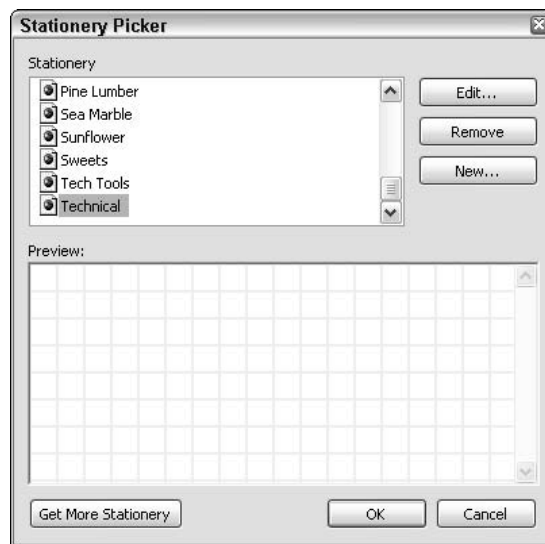 Stationery Picker
Stationery
Pine Lumber
Sea Marble
Sunflower
Sweets
Tech Tools
Technical
Edit...
Remove
New...
Preview:
Get More Stationery
OK
Cancel